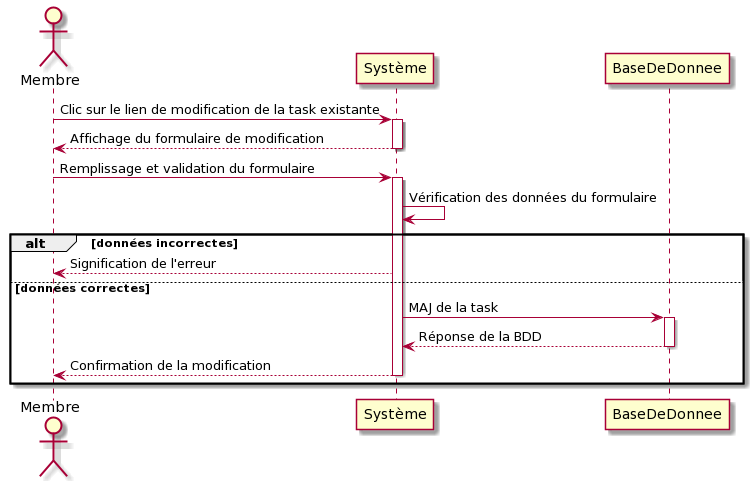 Membre
Système
BaseDeDonnee
Clic sur le lien de modification de la task existante
Affichage du formulaire de modification
Remplissage et validation du formulaire
Vérification des données du formulaire
alt [données incorrectes]
Signification de l'erreur
[données correctes]
MAJ de la task
Réponse de la BDD
Confirmation de la modification
Membre
Système
BaseDeDonnee